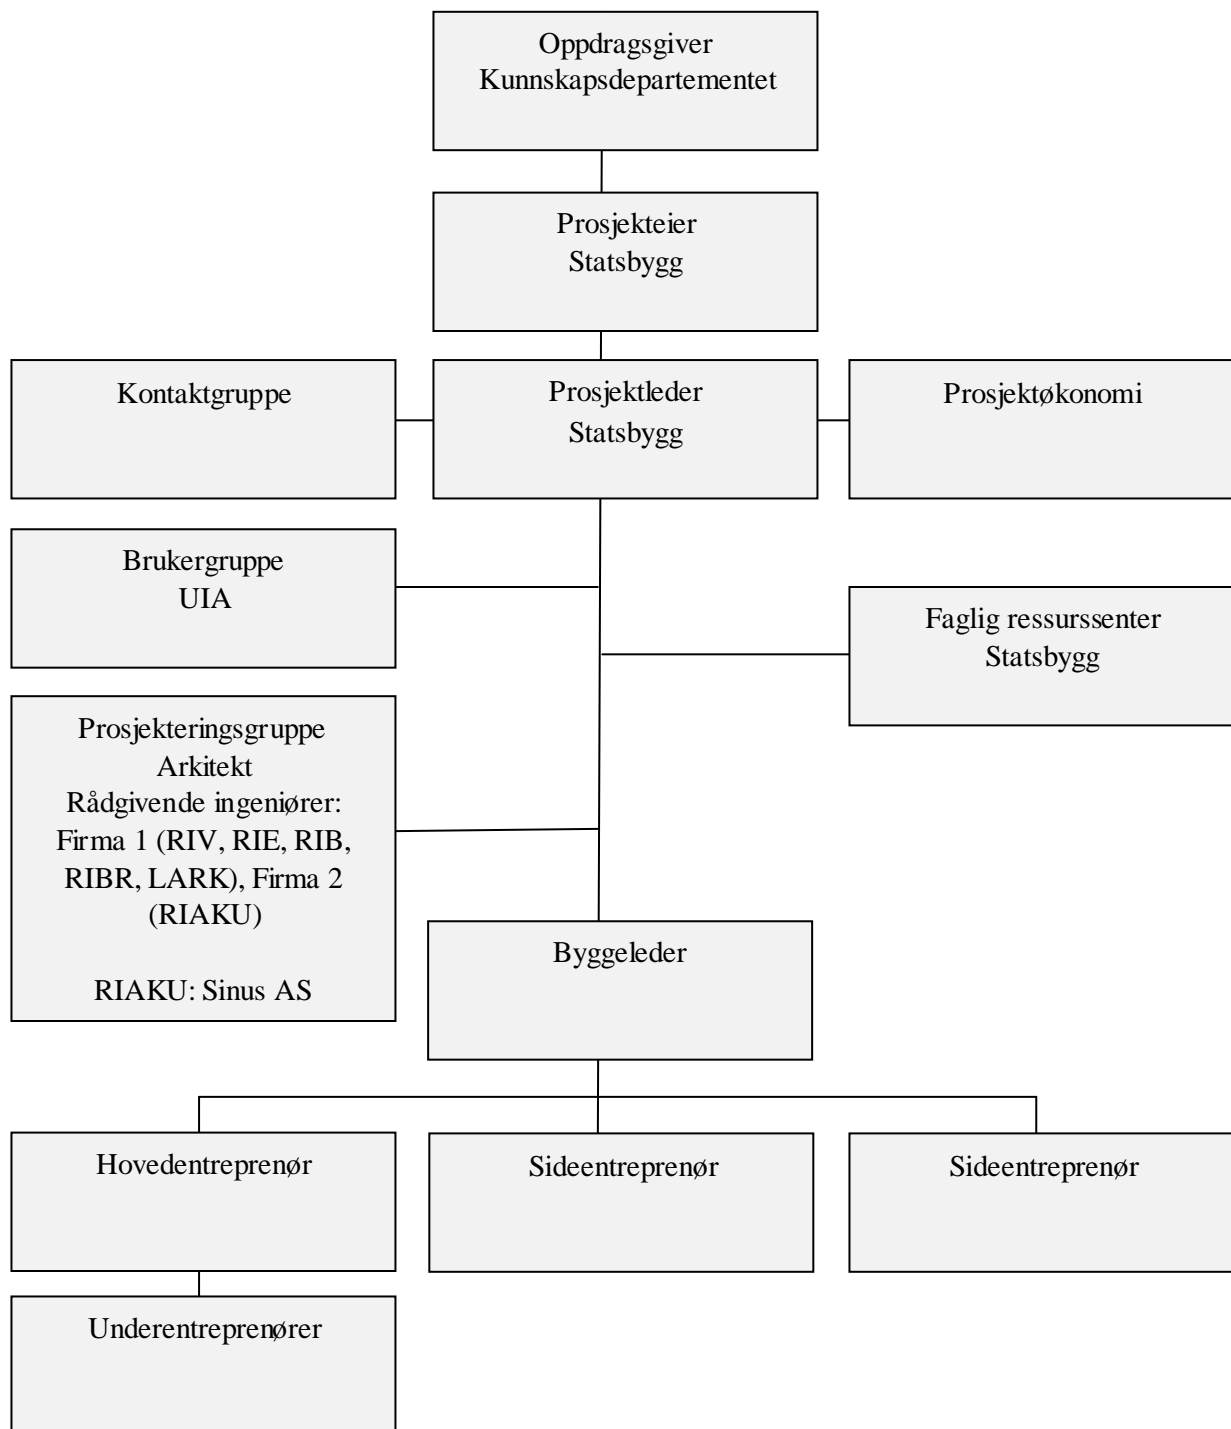 Oppdragsgiver
Kunnskapsdepartementet
Prosjekteier
Statsbygg
Kontaktgruppe
Prosjektleder
Statsbygg
Prosjektøkonomi
Brukergruppe
UIA
Faglig ressurssenter
Statsbygg
Prosjekteringsgruppe
Arkitekt
Rådgivende ingeniører:
Firma 1 (RIV, RIE, RIB,
RIBR, LARK), Firma 2
(RIAKU)
RIAKU: Sinus AS
Byggeleder
Hovedentreprenør
Sideentreprenør
Sideentreprenør
Underentreprenører